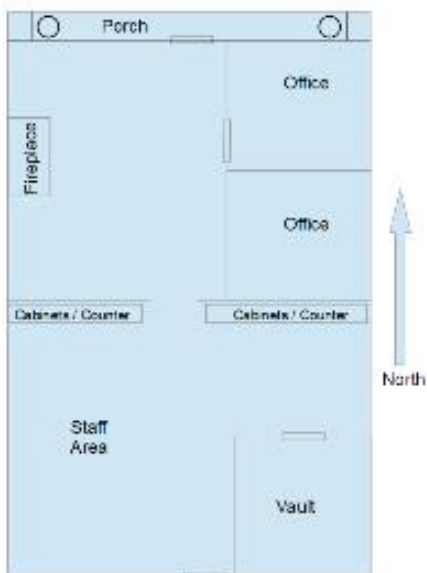 Porch
Office
Fireplace
Office
Cabinets / Counter
Cabinets / Counter
North
Staff
Area
Vault